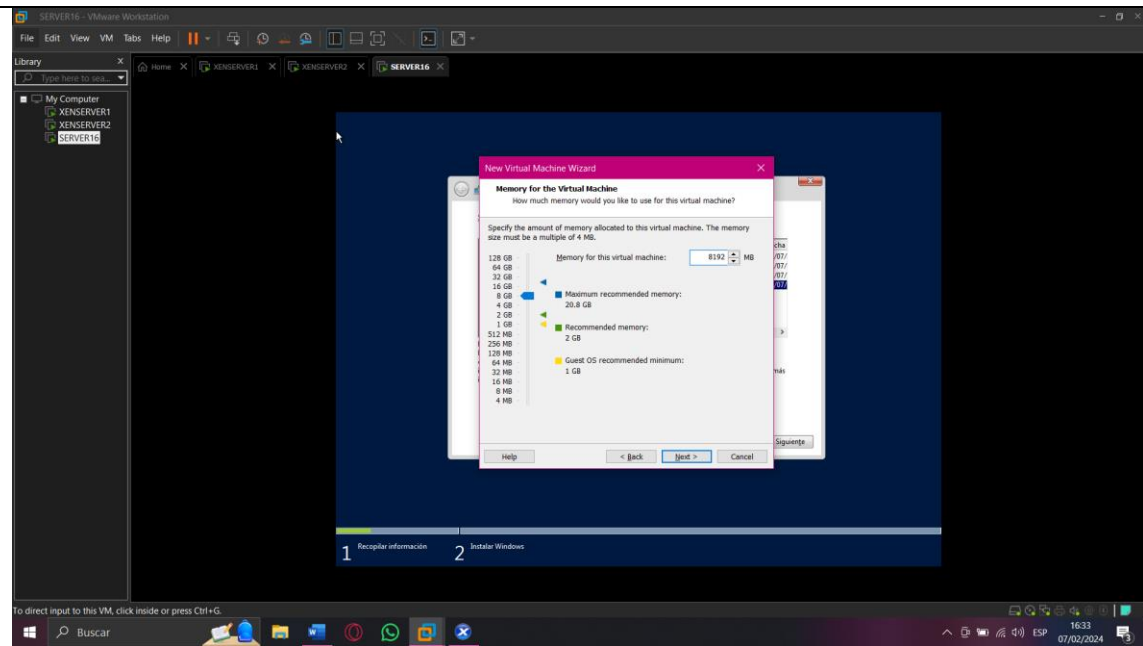 SERVER16 - VMware Workstation
File Edit View VM Tabs Help
Library X
Type here to sea...
Home X XENSERVER1 X XENSERVER2 X SERVER16 X
My Computer
XENSERVER1
XENSERVER2
SERVER16
New Virtual Machine Wizard
Memory for the Virtual Machine
How much memory would you like to use for this virtual machine?
Specify the amount of memory allocated to this virtual machine. The memory
size must be a multiple of 4 MB.
Memory for this virtual machine: 8192 MB
128 GB
64 GB
32 GB
16 GB
8 GB
4 GB
2 GB
1 GB
512 MB
256 MB
128 MB
64 MB
32 MB
16 MB
8 MB
4 MB
Maximum recommended memory:
20.8 GB
Recommended memory:
2 GB
Guest OS recommended minimum:
1 GB
cha
/07/
/07/
/07/
/07/
más
Siguiente
Help < Back Next > Cancel
1 Recopilar información 2 Instalar Windows
To direct input to this VM, click inside or press Ctrl+G.
Buscar
ESP
16:33
07/02/2024
3